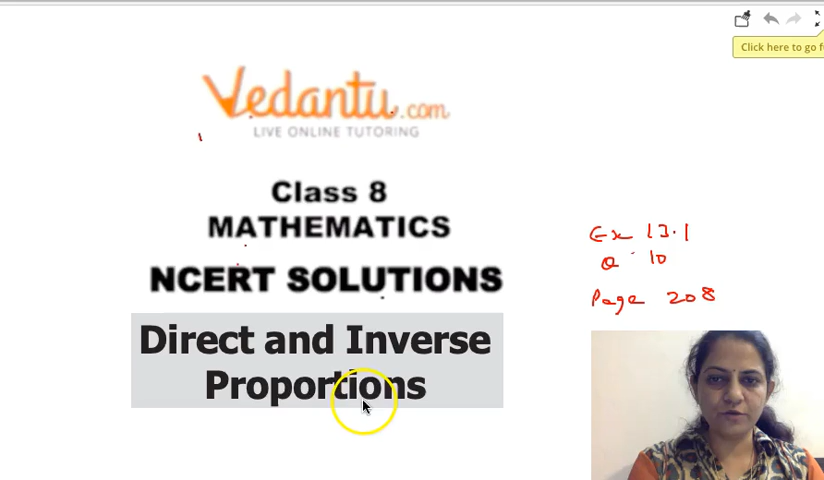 Click here to go f
Vedantu.com
LIVE ONLINE TUTORING
Class 8
MATHEMATICS
NCERT SOLUTIONS
Direct and Inverse
Proportions
Ex 13.1
Q 10
Page 208